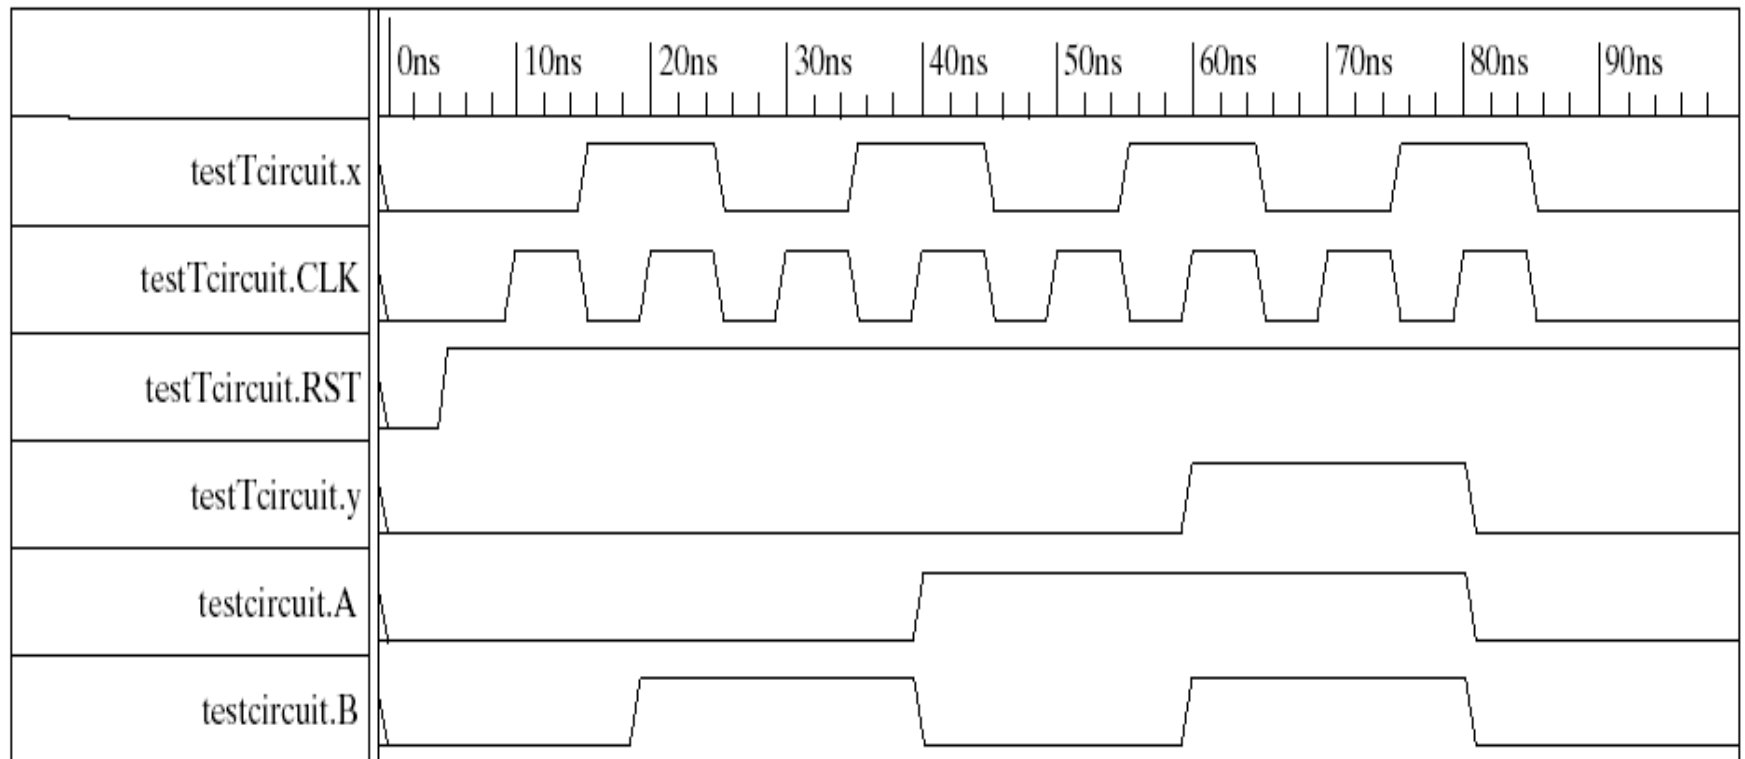 0ns 10ns 20ns 30ns 40ns 50ns 60ns 70ns 80ns 90ns
testTcircuit.x
testTcircuit.CLK
testTcircuit.RST
testTcircuit.y
testcircuit.A
testcircuit.B